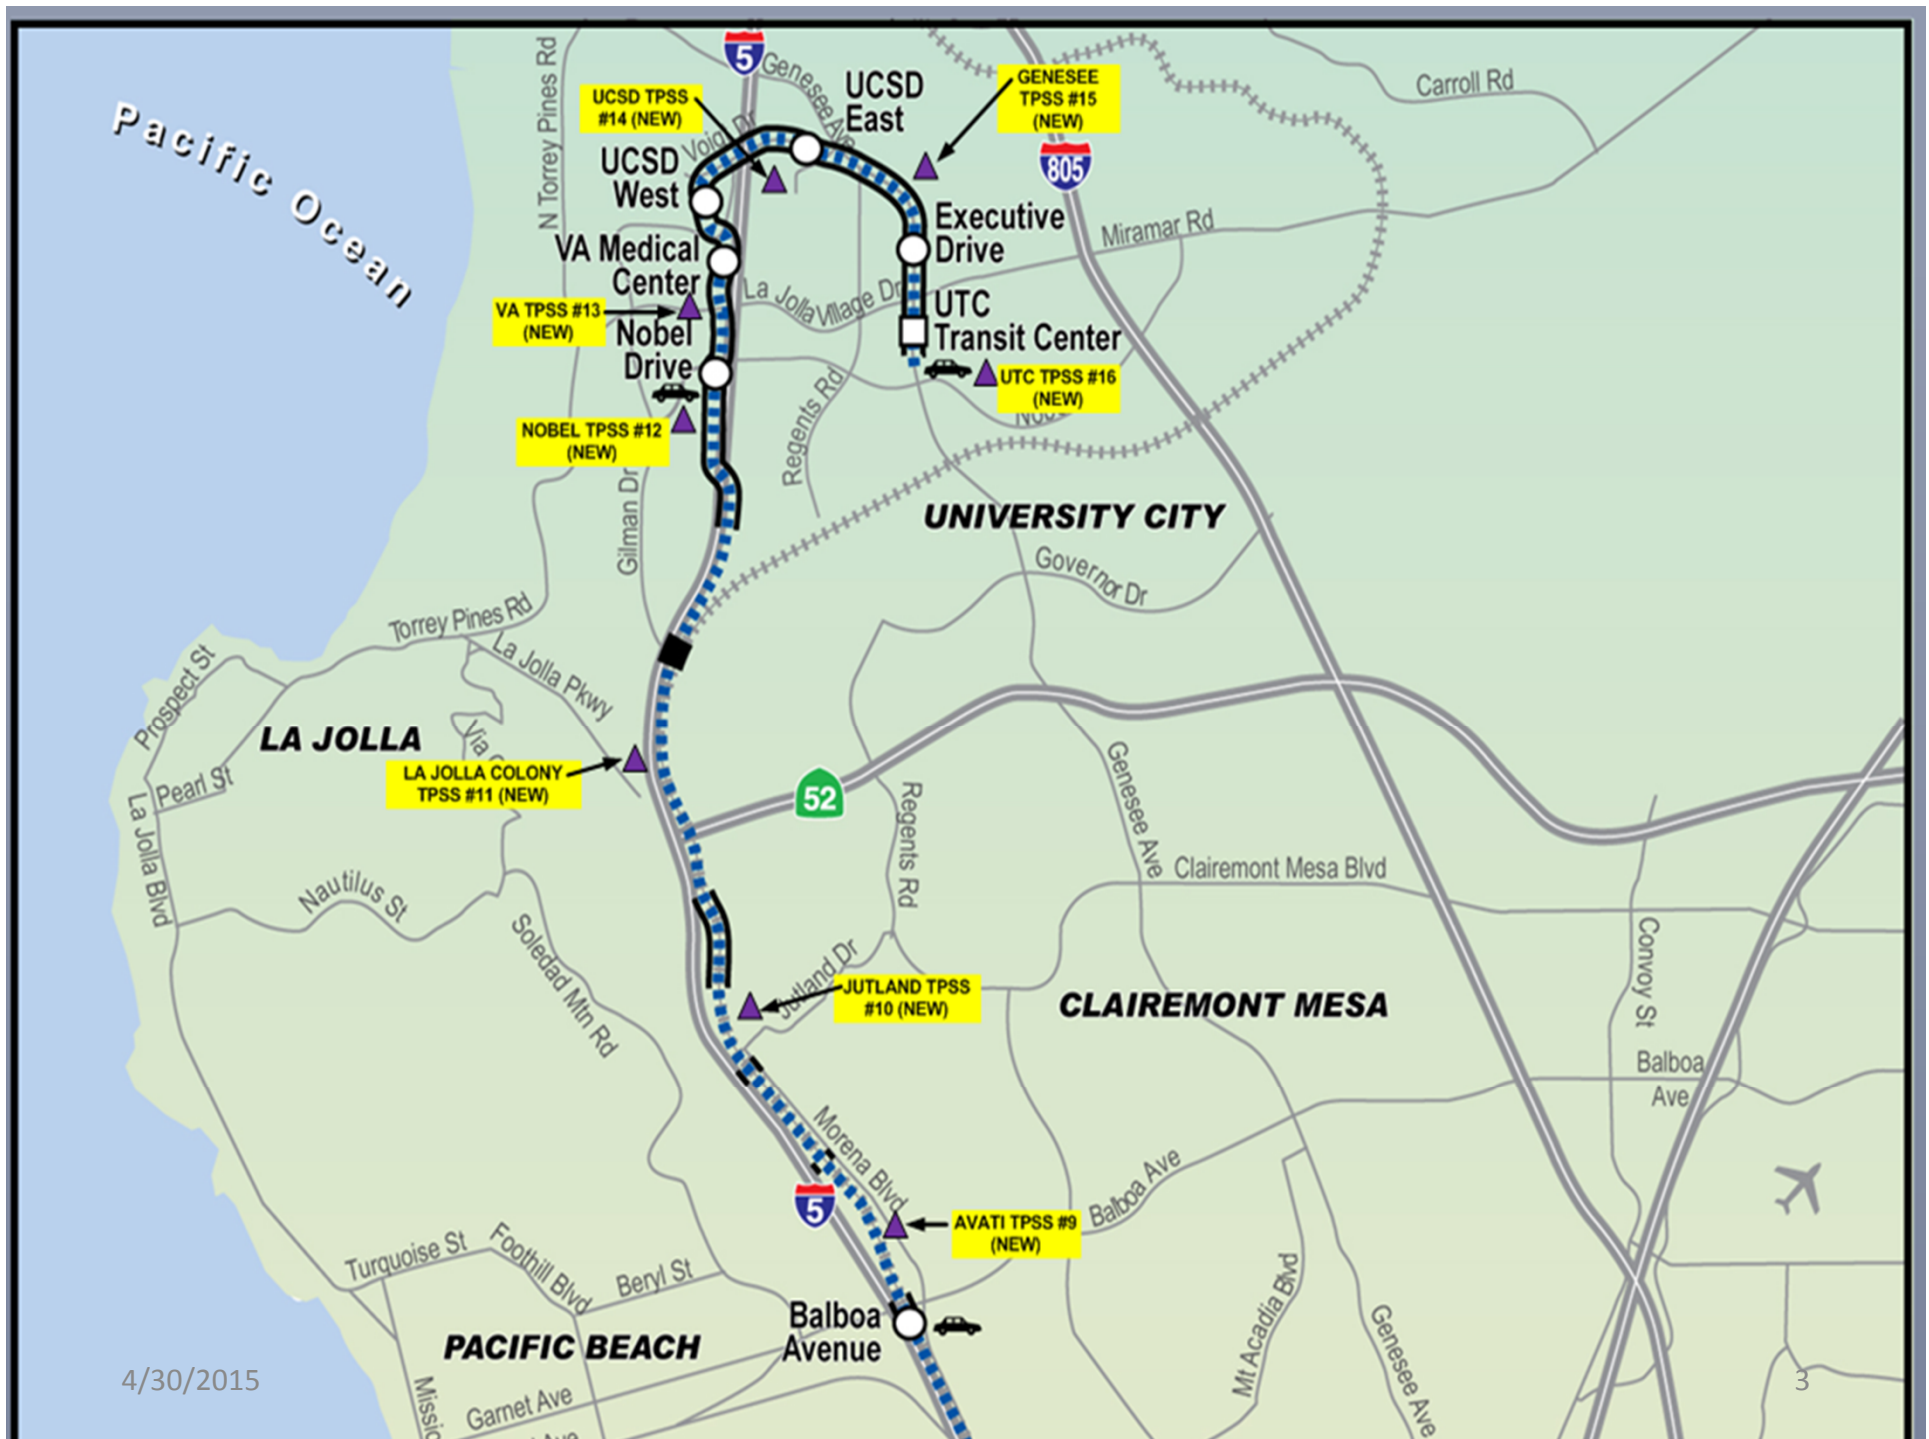 5
Genesee Ave
N Torrey Pines Rd
UCSD
East
GENESEE
TPSS #15
(NEW)
Carroll Rd
UCSD TPSS
#14 (NEW)
Pacific Ocean
UCSD
West
805
VA Medical
Center
Executive
Drive
Miramar Rd
La Jolla Village Dr
UTC
Transit Center
VA TPSS #13
(NEW)
Nobel
Drive
UTC TPSS #16
(NEW)
Regents Rd
NOBEL TPSS #12
(NEW)
Gilman Dr
UNIVERSITY CITY
Governor Dr
Torrey Pines Rd
La Jolla Pkwy
Prospect St
LA JOLLA
Via
LA JOLLA COLONY
TPSS #11 (NEW)
Pearl St
52
La Jolla Blvd
Regents Rd
Genesee Ave
Clairemont Mesa Blvd
Nautilus St
Soledad Mtn Rd
Jutland Dr
JUTLAND TPSS
#10 (NEW)
CLAIREMONT MESA
Convoy St
Balboa
Ave
Morena Blvd
5
Balboa Ave
AVATI TPSS #9
(NEW)
Turquoise St
Foothill Blvd
Beryl St
Mt Acadia Blvd
Genesee Ave
Balboa
Avenue
PACIFIC BEACH
4/30/2015
3
Garnet Ave